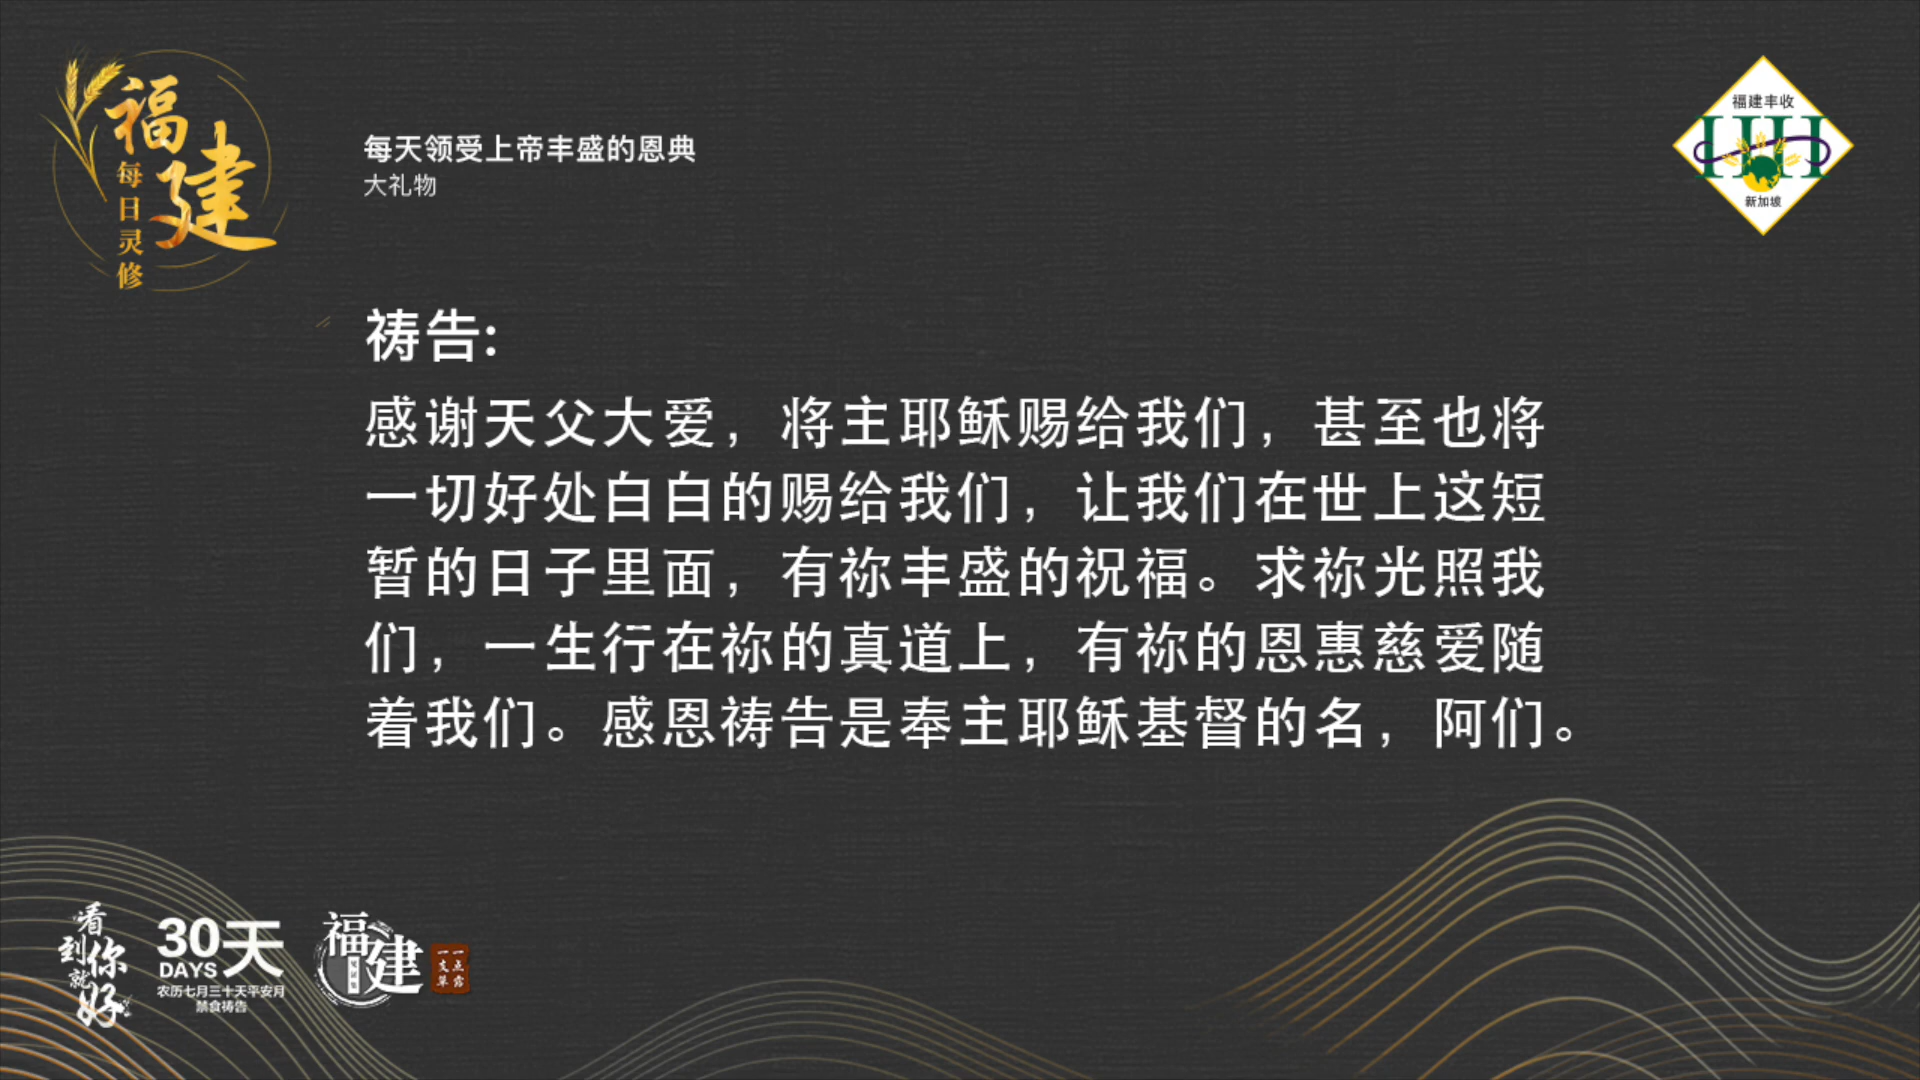 福建
每日灵修
每天领受上帝丰盛的恩典
大礼物
福建丰收
HH
新加坡
祷告:
感谢天父大爱，将主耶稣赐给我们，甚至也将
一切好处白白的赐给我们，让我们在世上这短
暂的日子里面，有祢丰盛的祝福。求祢光照我
们，一生行在祢的真道上，有祢的恩惠慈爱随
着我们。感恩祷告是奉主耶稣基督的名，阿们。
看到你就好
30天
DAYS
农历七月三十天平安月
禁食祷告
福建
一点露
一支草